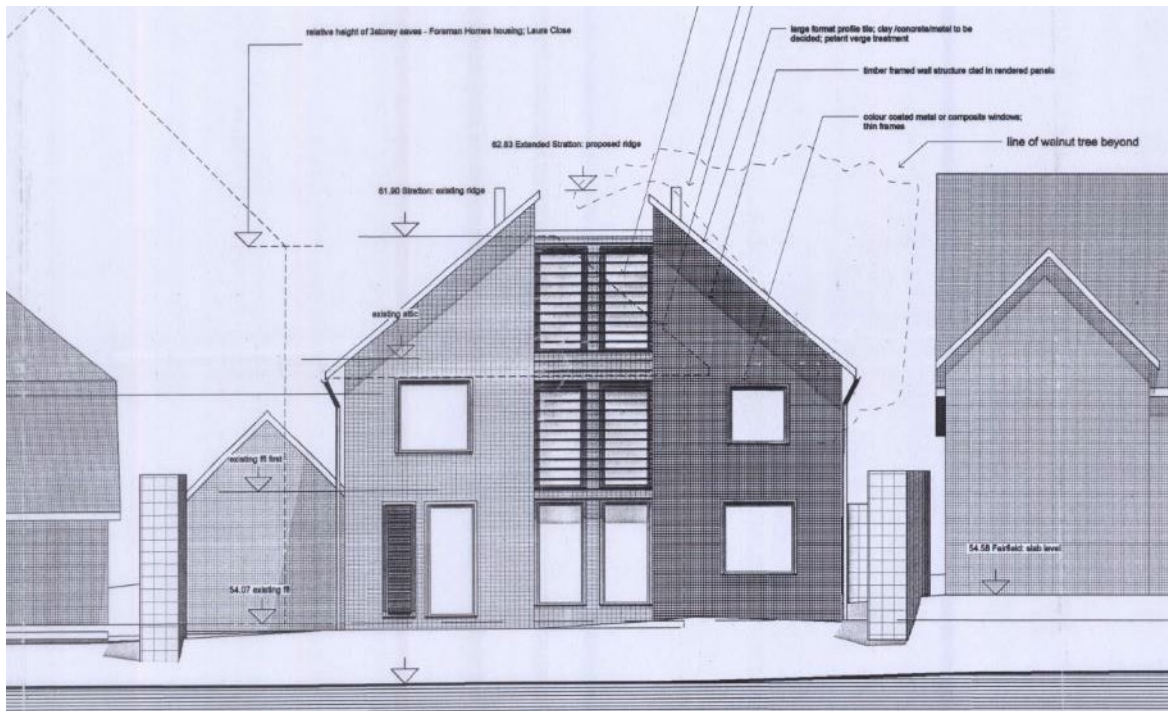 relative height of 3storey eaves - Foreman Homes housing; Laura Close
large format profile tile; clay /concrete/metal to be
decided; patent verge treatment
timber framed wall structure clad in rendered panels
colour coated metal or composite windows;
thin frames
line of walnut tree beyond
62.83 Extended Stratton: proposed ridge
61.90 Stratton: existing ridge
existing attic
existing ffl first
54.07 existing ffl
54.58 Fairfield: slab level